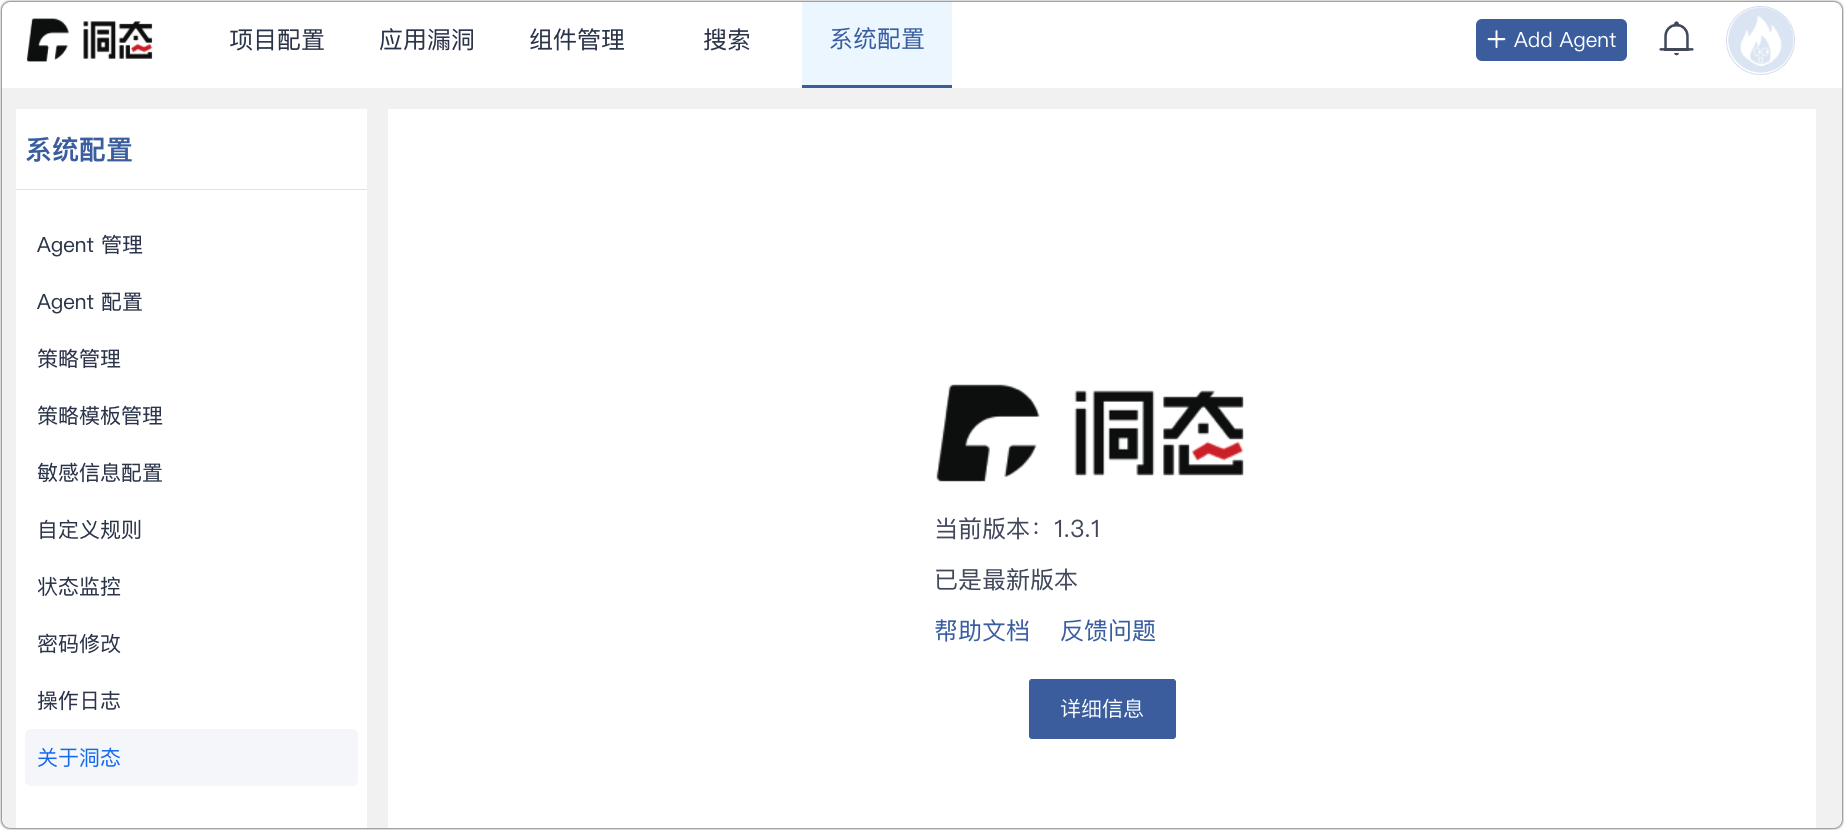 洞态
项目配置
应用漏洞
组件管理
搜索
系统配置
+ Add Agent
系统配置
Agent 管理
Agent 配置
策略管理
策略模板管理
敏感信息配置
自定义规则
状态监控
密码修改
操作日志
关于洞态
洞态
当前版本：1.3.1
已是最新版本
帮助文档 反馈问题
详细信息